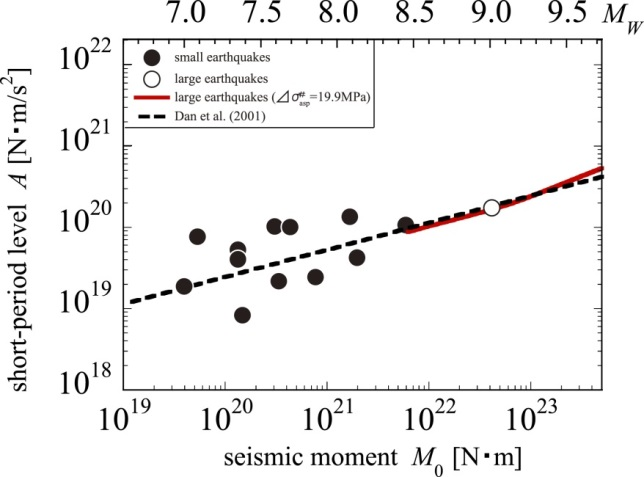 7.0 7.5 8.0 8.5 9.0 9.5 M_W
10^22
10^21
10^20
10^19
10^18
short-period level A [N・m/s²]
small earthquakes
large earthquakes
large earthquakes (⊿σ^#_asp=19.9MPa)
Dan et al. (2001)
10^19 10^20 10^21 10^22 10^23
seismic moment M_0 [N・m]